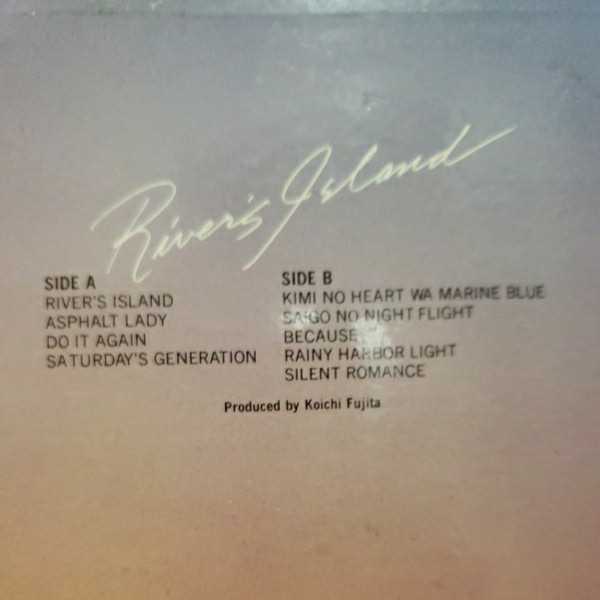 River's Island
SIDE A
RIVER'S ISLAND
ASPHALT LADY
DO IT AGAIN
SATURDAY'S GENERATION
SIDE B
KIMI NO HEART WA MARINE BLUE
SAIGO NO NIGHT FLIGHT
BECAUSE
RAINY HARBOR LIGHT
SILENT ROMANCE
Produced by Koichi Fujita